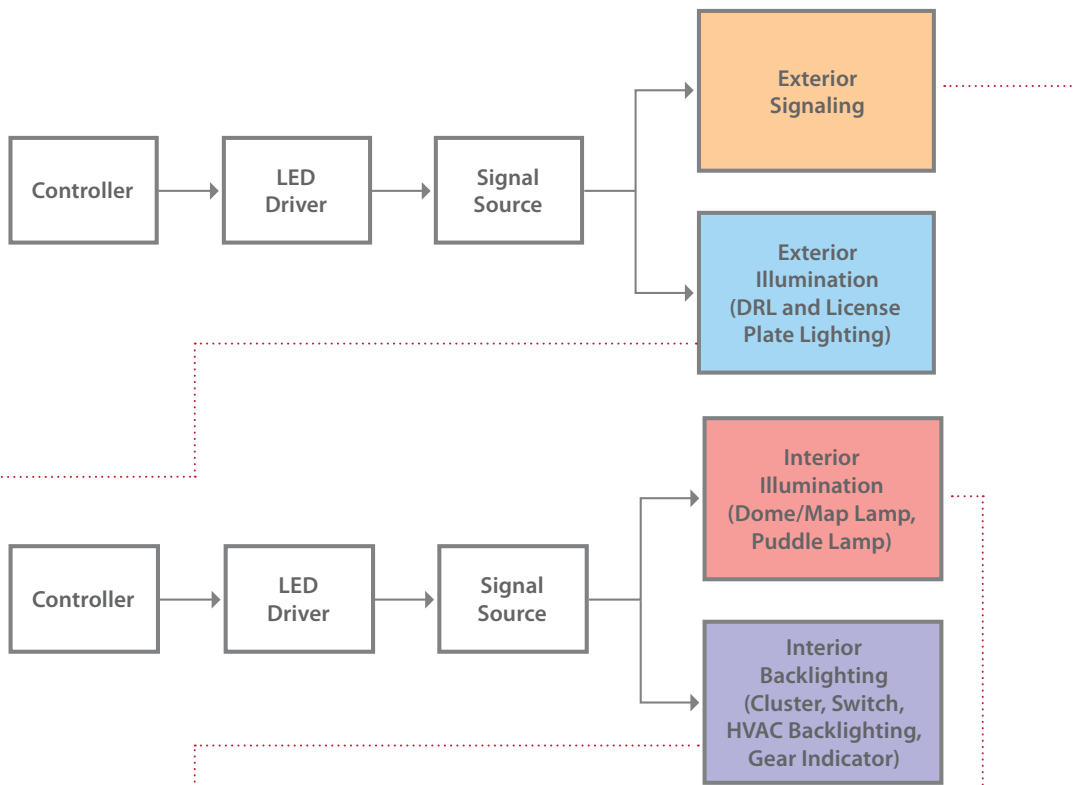 Controller
LED
Driver
Signal
Source
Exterior
Signaling
Exterior
Illumination
(DRL and License
Plate Lighting)
Controller
LED
Driver
Signal
Source
Interior
Illumination
(Dome/Map Lamp,
Puddle Lamp)
Interior
Backlighting
(Cluster, Switch,
HVAC Backlighting,
Gear Indicator)